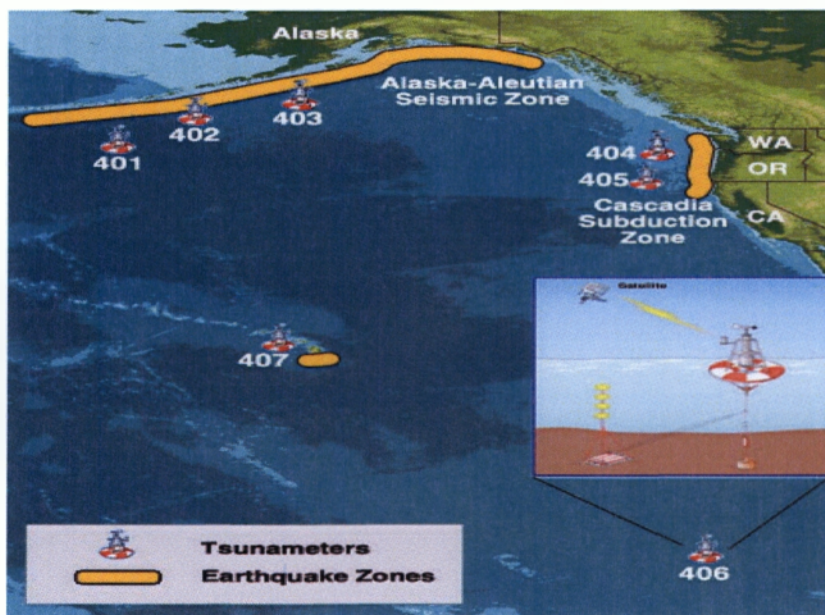 Alaska
Alaska-Aleutian
Seismic Zone
403
402
401
404
WA
405
OR
Cascadia
Subduction
Zone
CA
Satellite
407
Tsunameters
Earthquake Zones
406